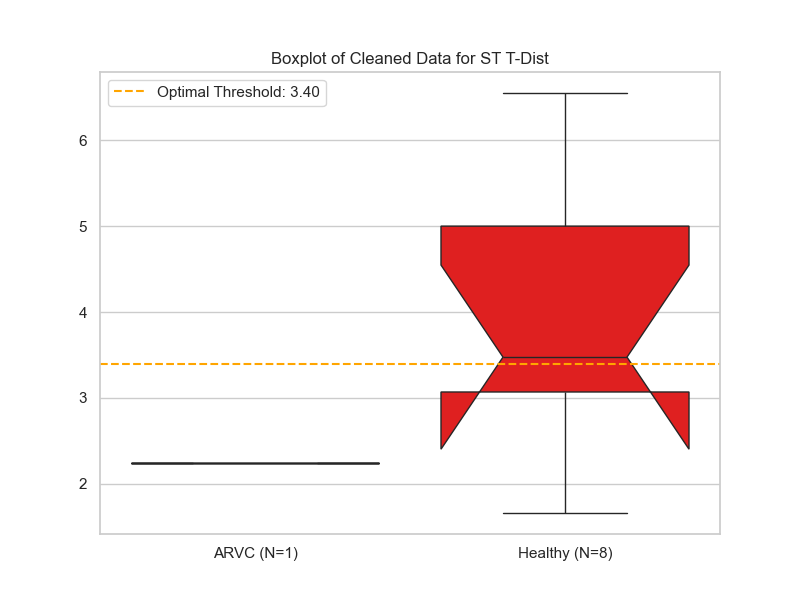 Boxplot of Cleaned Data for ST T-Dist
Optimal Threshold: 3.40
6
5
4
3
2
ARVC (N=1)
Healthy (N=8)